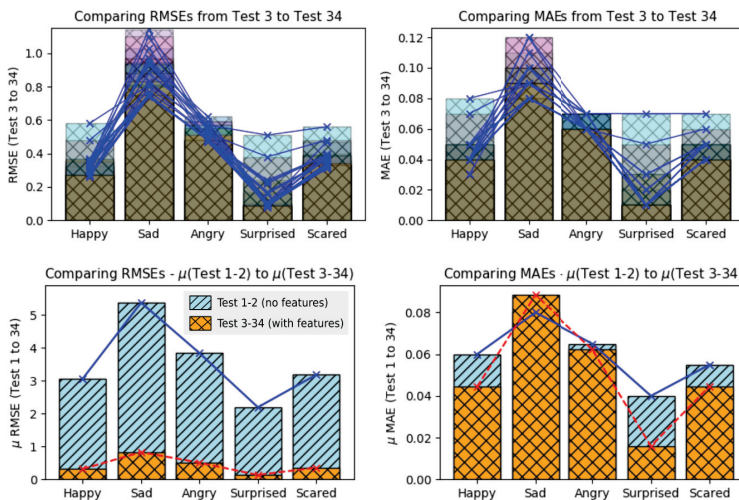 Comparing RMSEs from Test 3 to Test 34
RMSE (Test 3 to 34)
1.0
0.8
0.6
0.4
0.2
0.0
Happy Sad Angry Surprised Scared
Comparing MAEs from Test 3 to Test 34
MAE (Test 3 to 34)
0.12
0.10
0.08
0.06
0.04
0.02
0.00
Happy Sad Angry Surprised Scared
Comparing RMSEs - μ(Test 1-2) to μ(Test 3-34)
μ RMSE (Test 1 to 34)
5
4
3
2
1
0
Test 1-2 (no features)
Test 3-34 (with features)
Happy Sad Angry Surprised Scared
Comparing MAEs - μ(Test 1-2) to μ(Test 3-34)
μ MAE (Test 1 to 34)
0.08
0.06
0.04
0.02
0.00
Happy Sad Angry Surprised Scared